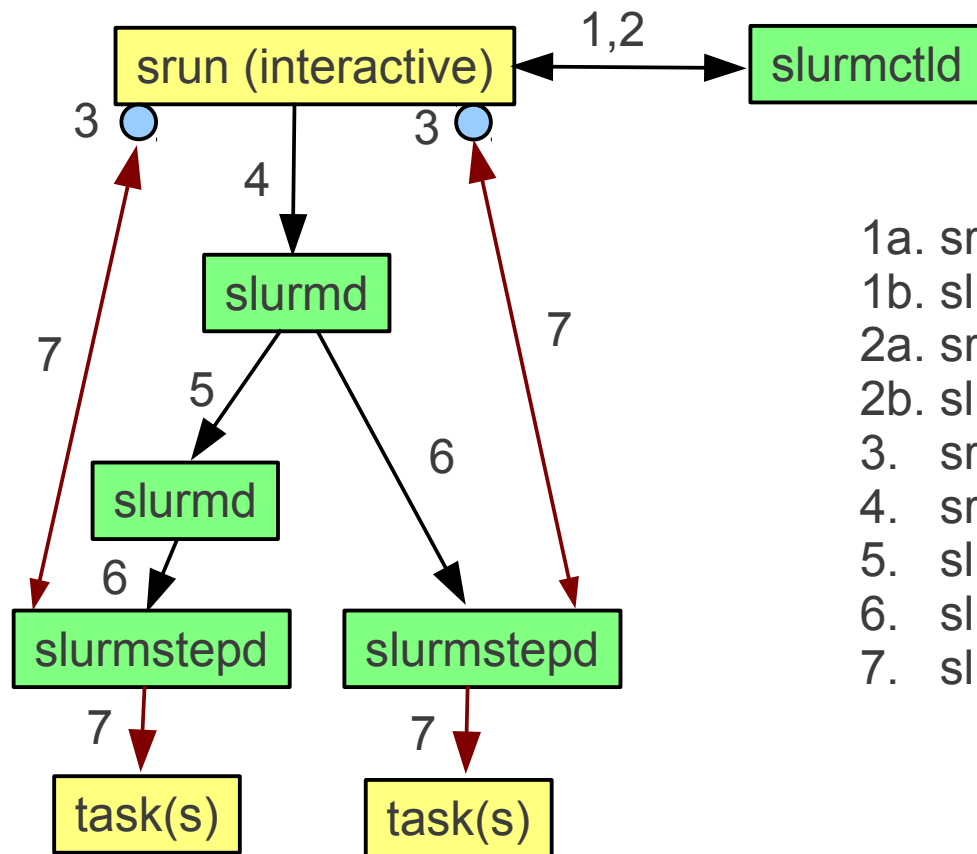 1,2
srun (interactive)
slurmctld
3
3
4
1a. sr
slurmd
1b. sl
7
7
2a. sr
5
2b. sl
6
3. sr
slurmd
4. sr
6
5. sl
slurmstepd
slurmstepd
6. sl
7. sl
7
7
task(s)
task(s)